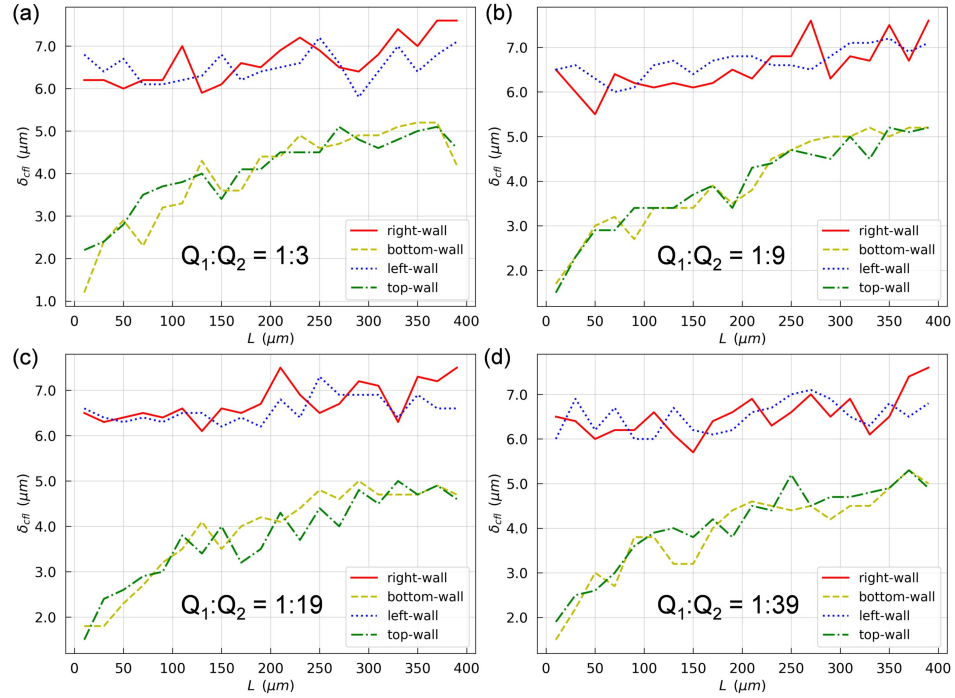 (a)
7.0
6.0
5.0
4.0
3.0
2.0
1.0
δcfl (μm)
0 50 100 150 200 250 300 350 400
L (μm)
Q1:Q2 = 1:3
right-wall
bottom-wall
left-wall
top-wall
(b)
7.0
6.0
5.0
4.0
3.0
2.0
δcfl (μm)
0 50 100 150 200 250 300 350 400
L (μm)
Q1:Q2 = 1:9
right-wall
bottom-wall
left-wall
top-wall
(c)
7.0
6.0
5.0
4.0
3.0
2.0
δcfl (μm)
0 50 100 150 200 250 300 350 400
L (μm)
Q1:Q2 = 1:19
right-wall
bottom-wall
left-wall
top-wall
(d)
7.0
6.0
5.0
4.0
3.0
2.0
δcfl (μm)
0 50 100 150 200 250 300 350 400
L (μm)
Q1:Q2 = 1:39
right-wall
bottom-wall
left-wall
top-wall